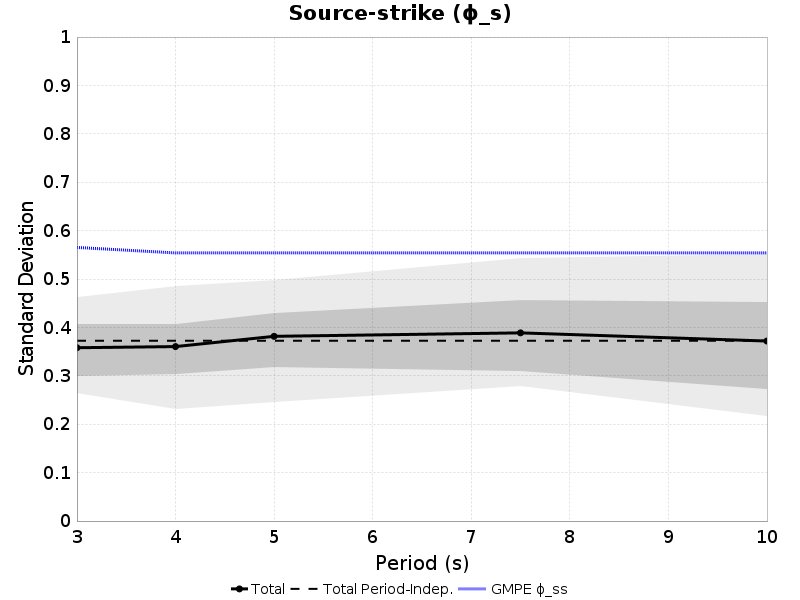 Source-strike (ϕ_s)
Standard Deviation
1
0.9
0.8
0.7
0.6
0.5
0.4
0.3
0.2
0.1
0
3 4 5 6 7 8 9 10
Period (s)
Total Total Period-Indep. GMPE ϕ_ss